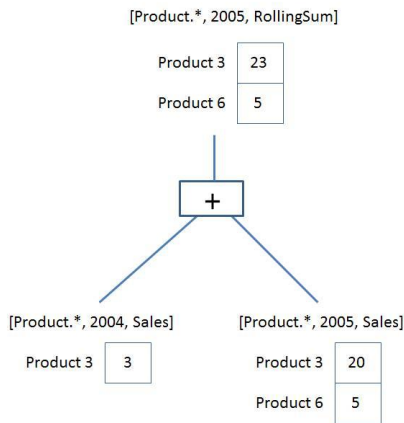 [Product.*, 2005, RollingSum]
Product 3 23
Product 6 5
+
[Product.*, 2004, Sales]
Product 3 3
[Product.*, 2005, Sales]
Product 3 20
Product 6 5